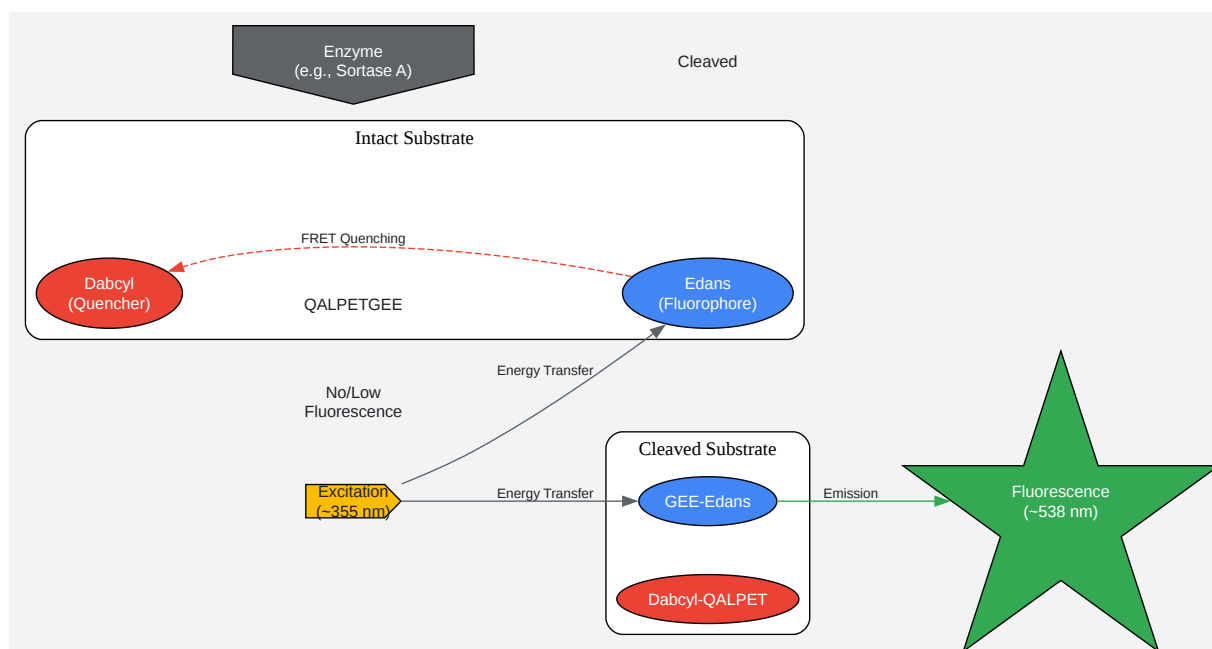 Enzyme
(e.g., Sortase A)
Cleaved
Intact Substrate
FRET Quenching
Dabcyl
(Quencher)
QALPETGEE
Edans
(Fluorophore)
Energy Transfer
No/Low
Fluorescence
Cleaved Substrate
Excitation
(~355 nm)
Energy Transfer
GEE-Edans
Emission
Fluorescence
(~538 nm)
Dabcyl-QALPET